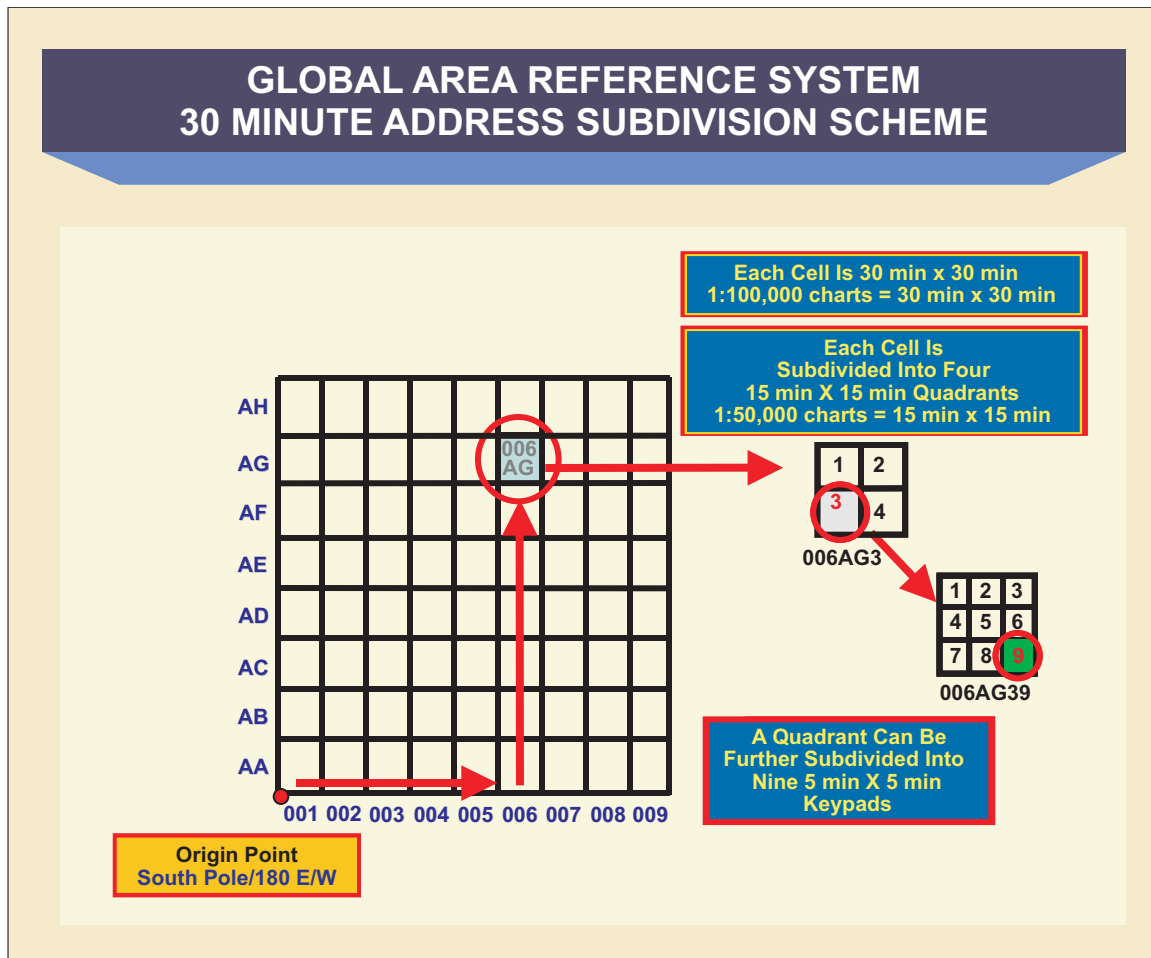 GLOBAL AREA REFERENCE SYSTEM
30 MINUTE ADDRESS SUBDIVISION SCHEME
Each Cell Is 30 min x 30 min
1:100,000 charts = 30 min x 30 min
Each Cell Is
Subdivided Into Four
15 min X 15 min Quadrants
1:50,000 charts = 15 min x 15 min
AH
AG
AF
AE
AD
AC
AB
AA
006
AG
001 002 003 004 005 006 007 008 009
1 2
3 4
006AG3
1 2 3
4 5 6
7 8 9
006AG39
A Quadrant Can Be
Further Subdivided Into
Nine 5 min X 5 min
Keypads
Origin Point
South Pole/180 E/W